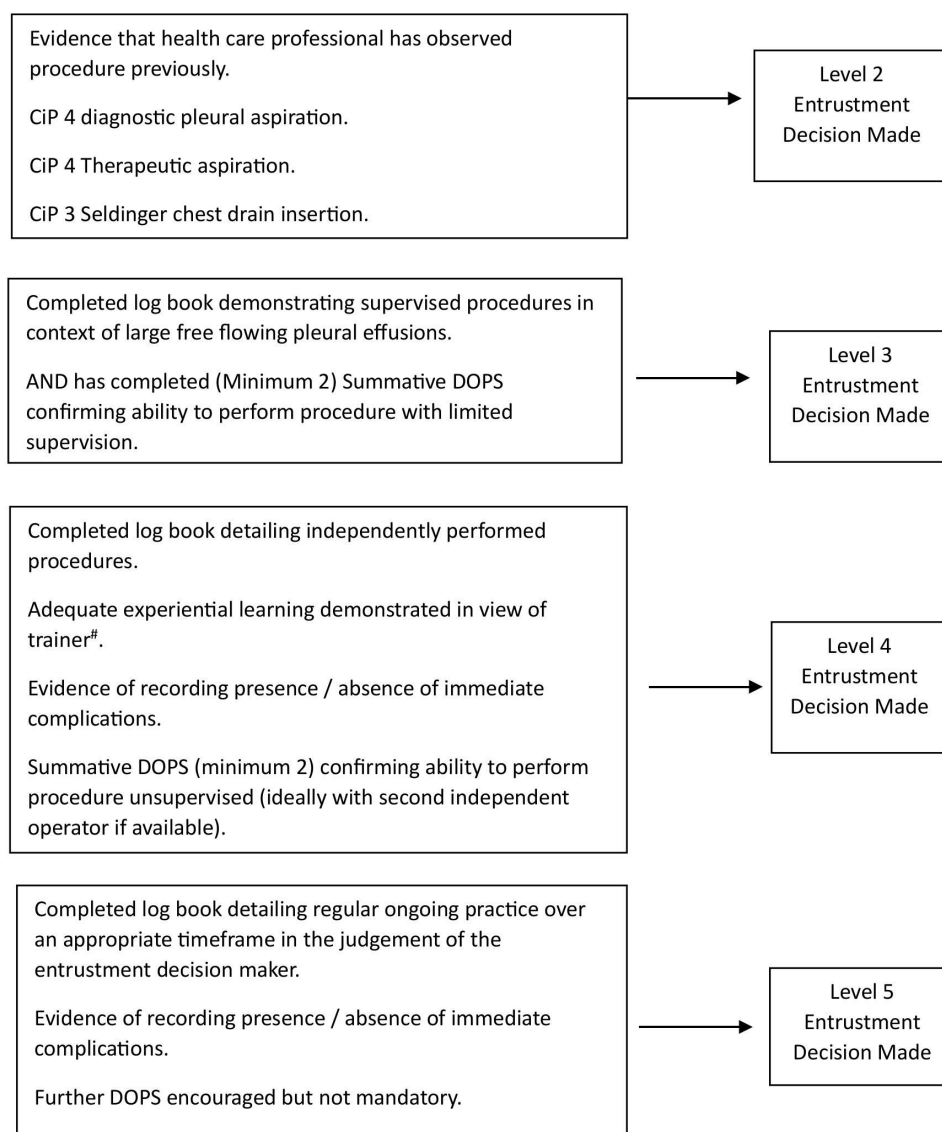 Evidence that health care professional has observed
procedure previously.
CiP 4 diagnostic pleural aspiration.
CiP 4 Therapeutic aspiration.
CiP 3 Seldinger chest drain insertion.
Level 2
Entrustment
Decision Made
Completed log book demonstrating supervised procedures in
context of large free flowing pleural effusions.
AND has completed (Minimum 2) Summative DOPS
confirming ability to perform procedure with limited
supervision.
Level 3
Entrustment
Decision Made
Completed log book detailing independently performed
procedures.
Adequate experiential learning demonstrated in view of
trainer#.
Evidence of recording presence / absence of immediate
complications.
Summative DOPS (minimum 2) confirming ability to perform
procedure unsupervised (ideally with second independent
operator if available).
Level 4
Entrustment
Decision Made
Completed log book detailing regular ongoing practice over
an appropriate timeframe in the judgement of the
entrustment decision maker.
Evidence of recording presence / absence of immediate
complications.
Further DOPS encouraged but not mandatory.
Level 5
Entrustment
Decision Made